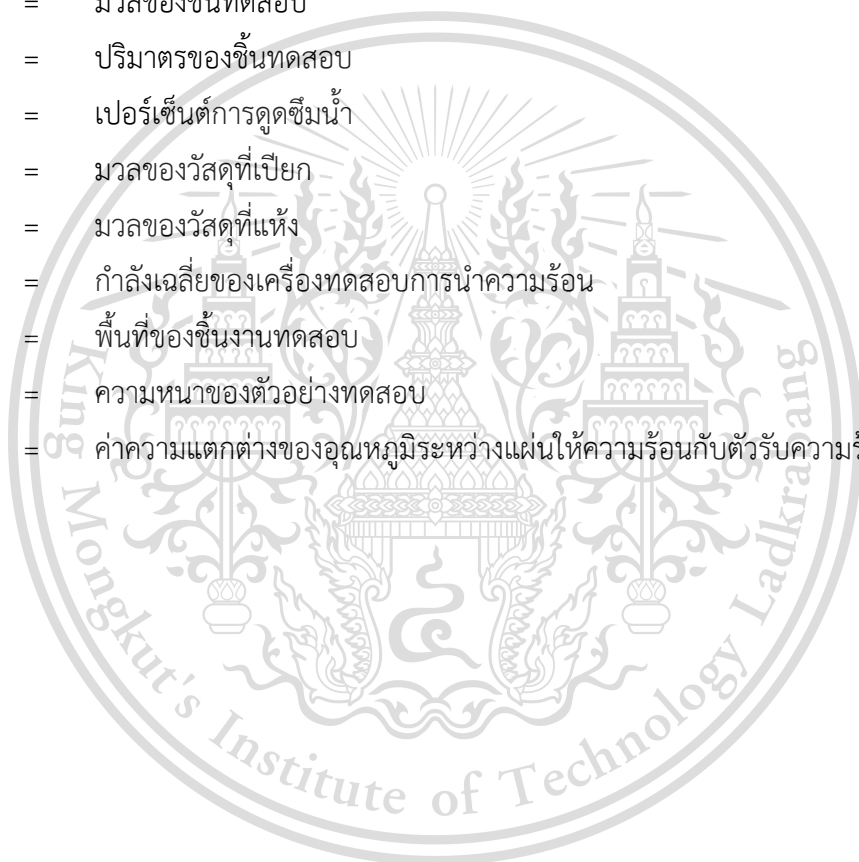 = มวลของชิ้นทดสอบ
= ปริมาตรของชิ้นทดสอบ
= เปอร์เซ็นต์การดูดซึมน้ำ
= มวลของวัสดุที่เปียก
= มวลของวัสดุที่แห้ง
= กำลังเฉลี่ยของเครื่องทดสอบการนำความร้อน
= พื้นที่ของชิ้นงานทดสอบ
= ความหนาของตัวอย่างทดสอบ
= ค่าความแตกต่างของอุณหภูมิระหว่างแผ่นให้ความร้อนกับตัวรับความร้
King Mongkut's Institute of Technology Ladkrabang